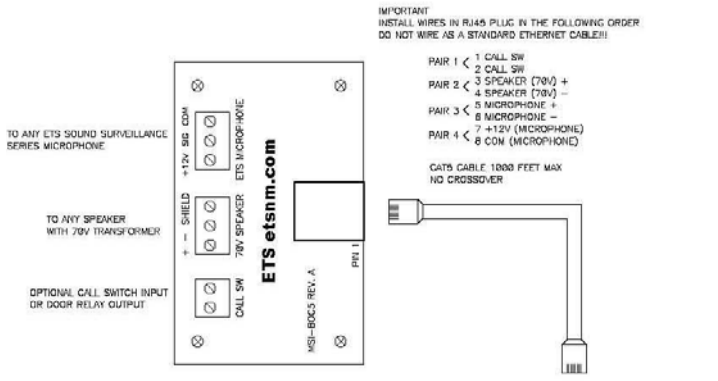 IMPORTANT
INSTALL WIRES IN RJ45 PLUG IN THE FOLLOWING ORDER
DO NOT WIRE AS A STANDARD ETHERNET CABLE!!!
PAIR 1 < 1 CALL SW
2 CALL SW
PAIR 2 < 3 SPEAKER (70V) +
4 SPEAKER (70V) -
PAIR 3 < 5 MICROPHONE +
6 MICROPHONE -
PAIR 4 < 7 +12V (MICROPHONE)
8 COM (MICROPHONE)
CAT5 CABLE 1000 FEET MAX
NO CROSSOVER
TO ANY ETS SOUND SURVEILLANCE
SERIES MICROPHONE
+12V SIG COM
ETS MICROPHONE
TO ANY SPEAKER
WITH 70V TRANSFORMER
+ - SHIELD
70V SPEAKER
OPTIONAL CALL SWITCH INPUT
OR DOOR RELAY OUTPUT
CALL SW
ETS etsnm.com
MSI-BOC5 REV. A
PIN 1